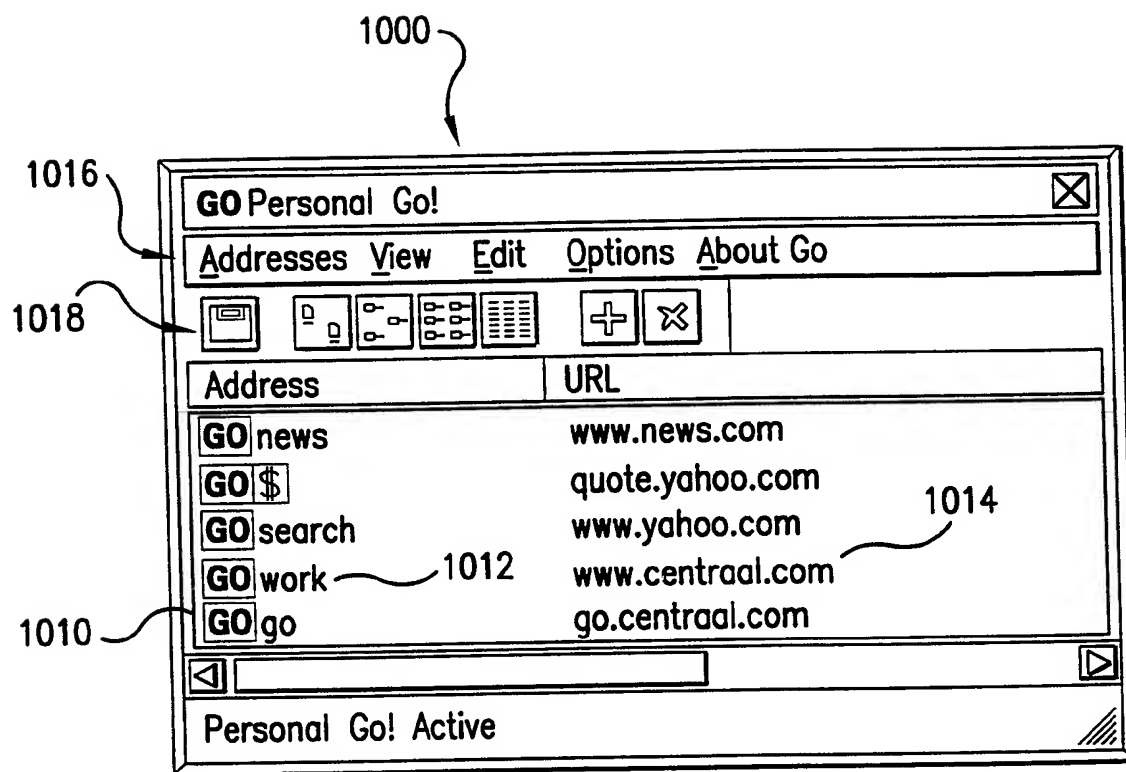 1000
1016
GO Personal Go!
Addresses View Edit Options About Go
1018
Address URL
GO news www.news.com
GO $ quote.yahoo.com
1014
GO search www.yahoo.com
GO work 1012 www.centraal.com
1010
GO go go.centraal.com
Personal Go! Active